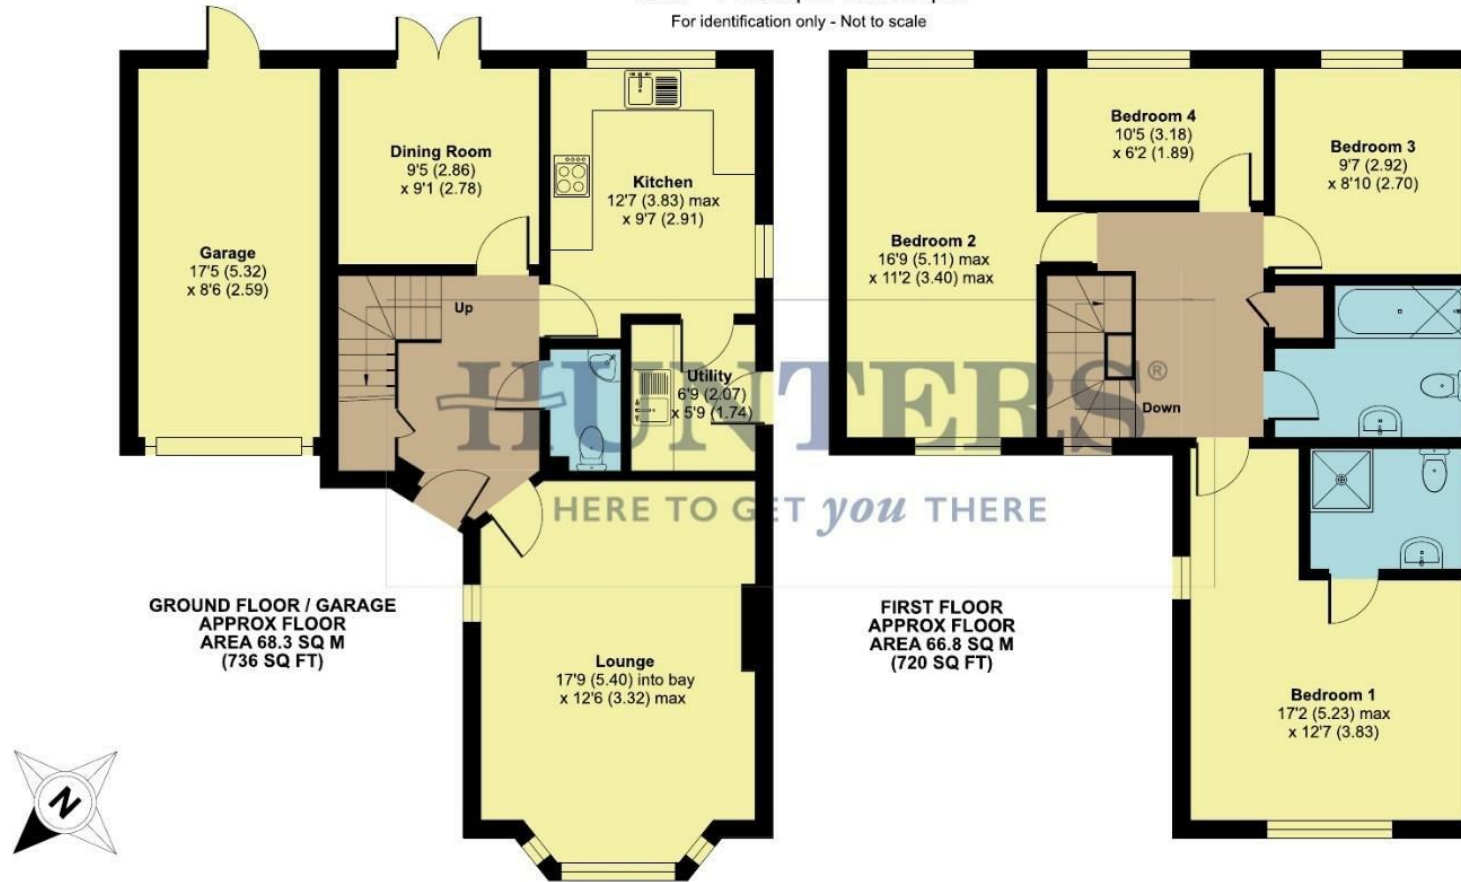 For identification only - Not to scale
Garage
17'5 (5.32)
x 8'6 (2.59)
Dining Room
9'5 (2.86)
x 9'1 (2.78)
Kitchen
12'7 (3.83) max
x 9'7 (2.91)
Up
Utility
6'9 (2.07)
x 5'9 (1.74)
Lounge
17'9 (5.40) into bay
x 12'6 (3.32) max
GROUND FLOOR / GARAGE
APPROX FLOOR
AREA 68.3 SQ M
(736 SQ FT)
Bedroom 2
16'9 (5.11) max
x 11'2 (3.40) max
Bedroom 4
10'5 (3.18)
x 6'2 (1.89)
Bedroom 3
9'7 (2.92)
x 8'10 (2.70)
Down
Bedroom 1
17'2 (5.23) max
x 12'7 (3.83)
FIRST FLOOR
APPROX FLOOR
AREA 66.8 SQ M
(720 SQ FT)
HUNTERS®
HERE TO GET you THERE
N